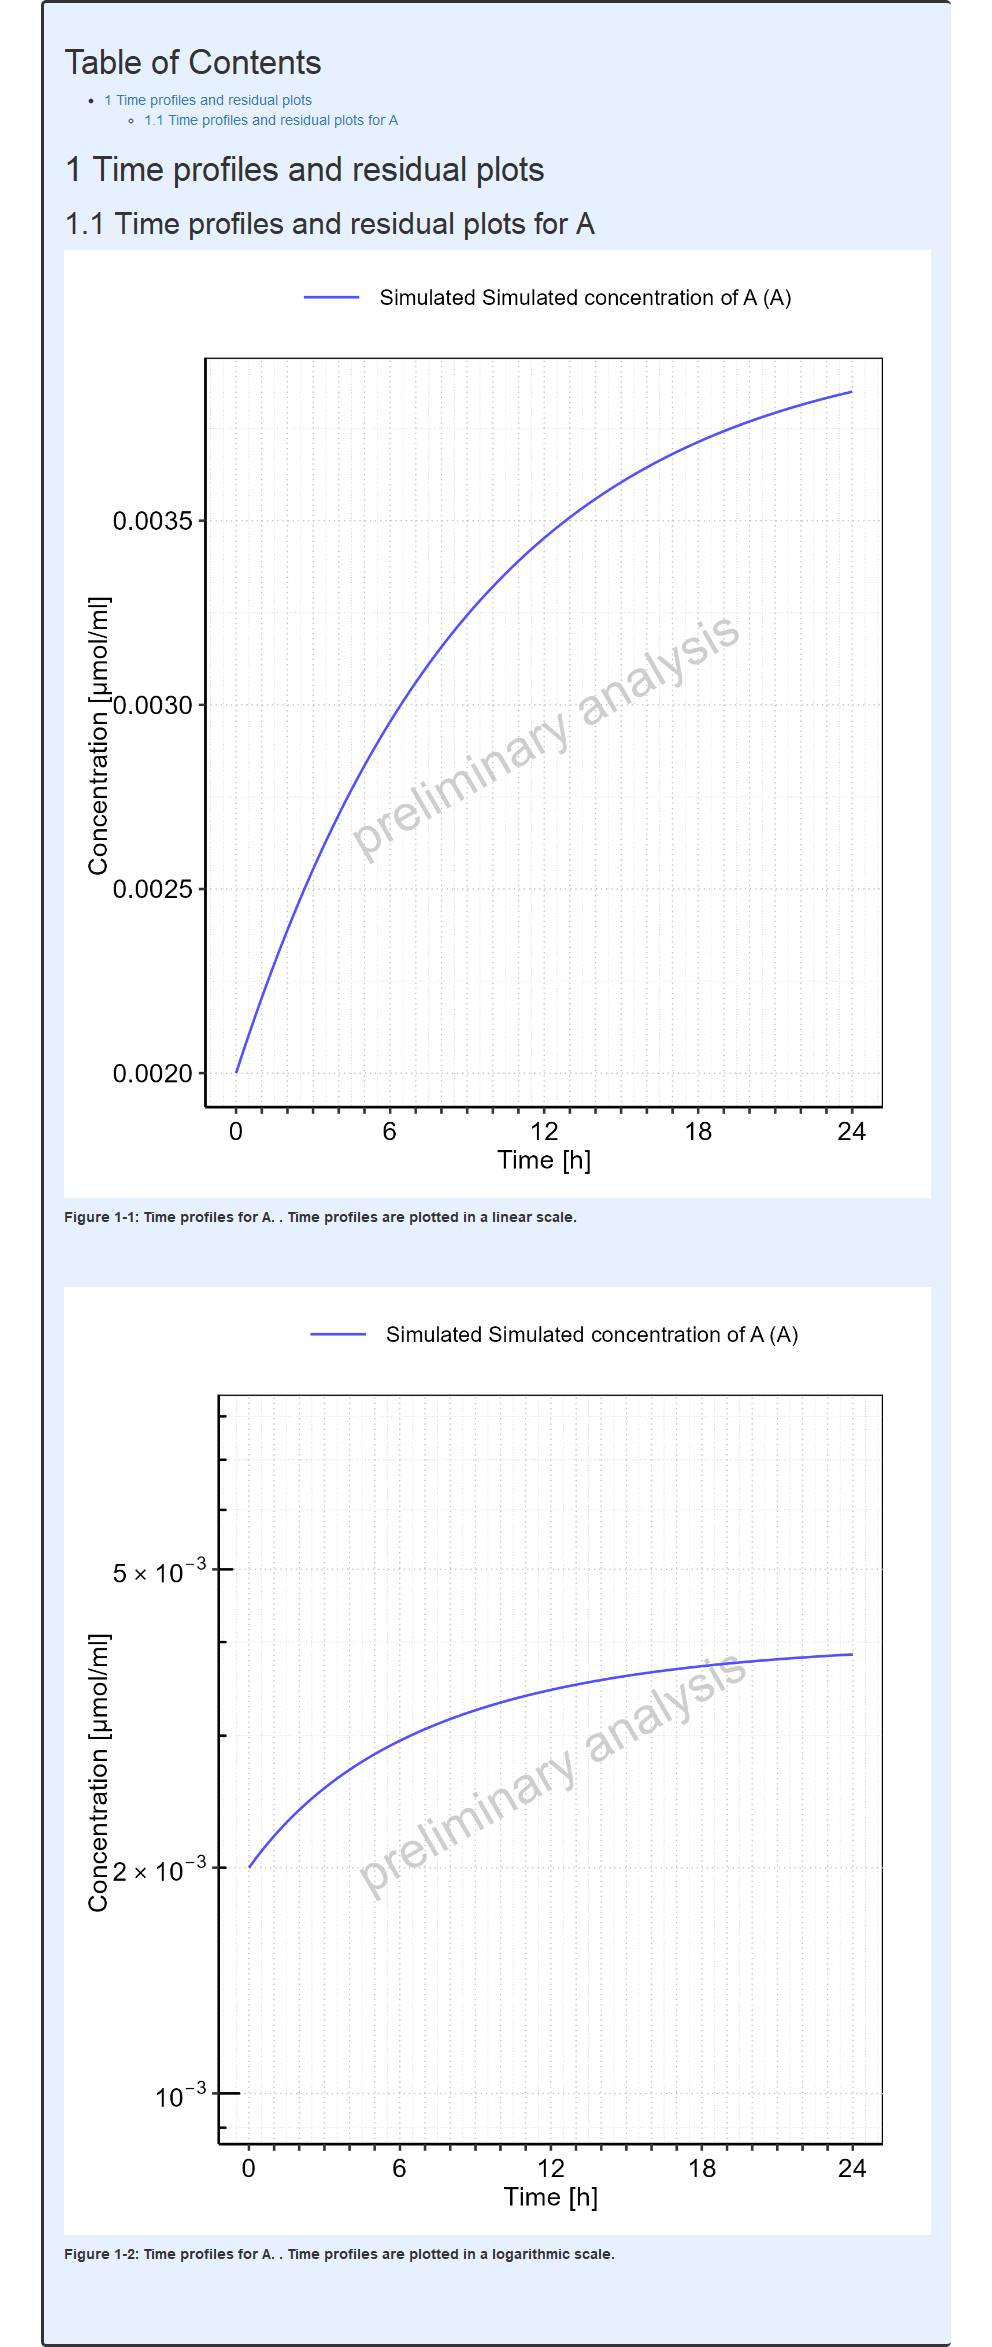 Table of Contents
1 Time profiles and residual plots
1.1 Time profiles and residual plots for A
1 Time profiles and residual plots
1.1 Time profiles and residual plots for A
Simulated Simulated concentration of A (A)
0.0035
0.0030
0.0025
0.0020
Concentration [µmol/ml]
preliminary analysis
0 6 12 18 24
Time [h]
Figure 1-1: Time profiles for A. . Time profiles are plotted in a linear scale.
Simulated Simulated concentration of A (A)
5 × 10⁻³
2 × 10⁻³
10⁻³
Concentration [µmol/ml]
preliminary analysis
0 6 12 18 24
Time [h]
Figure 1-2: Time profiles for A. . Time profiles are plotted in a logarithmic scale.